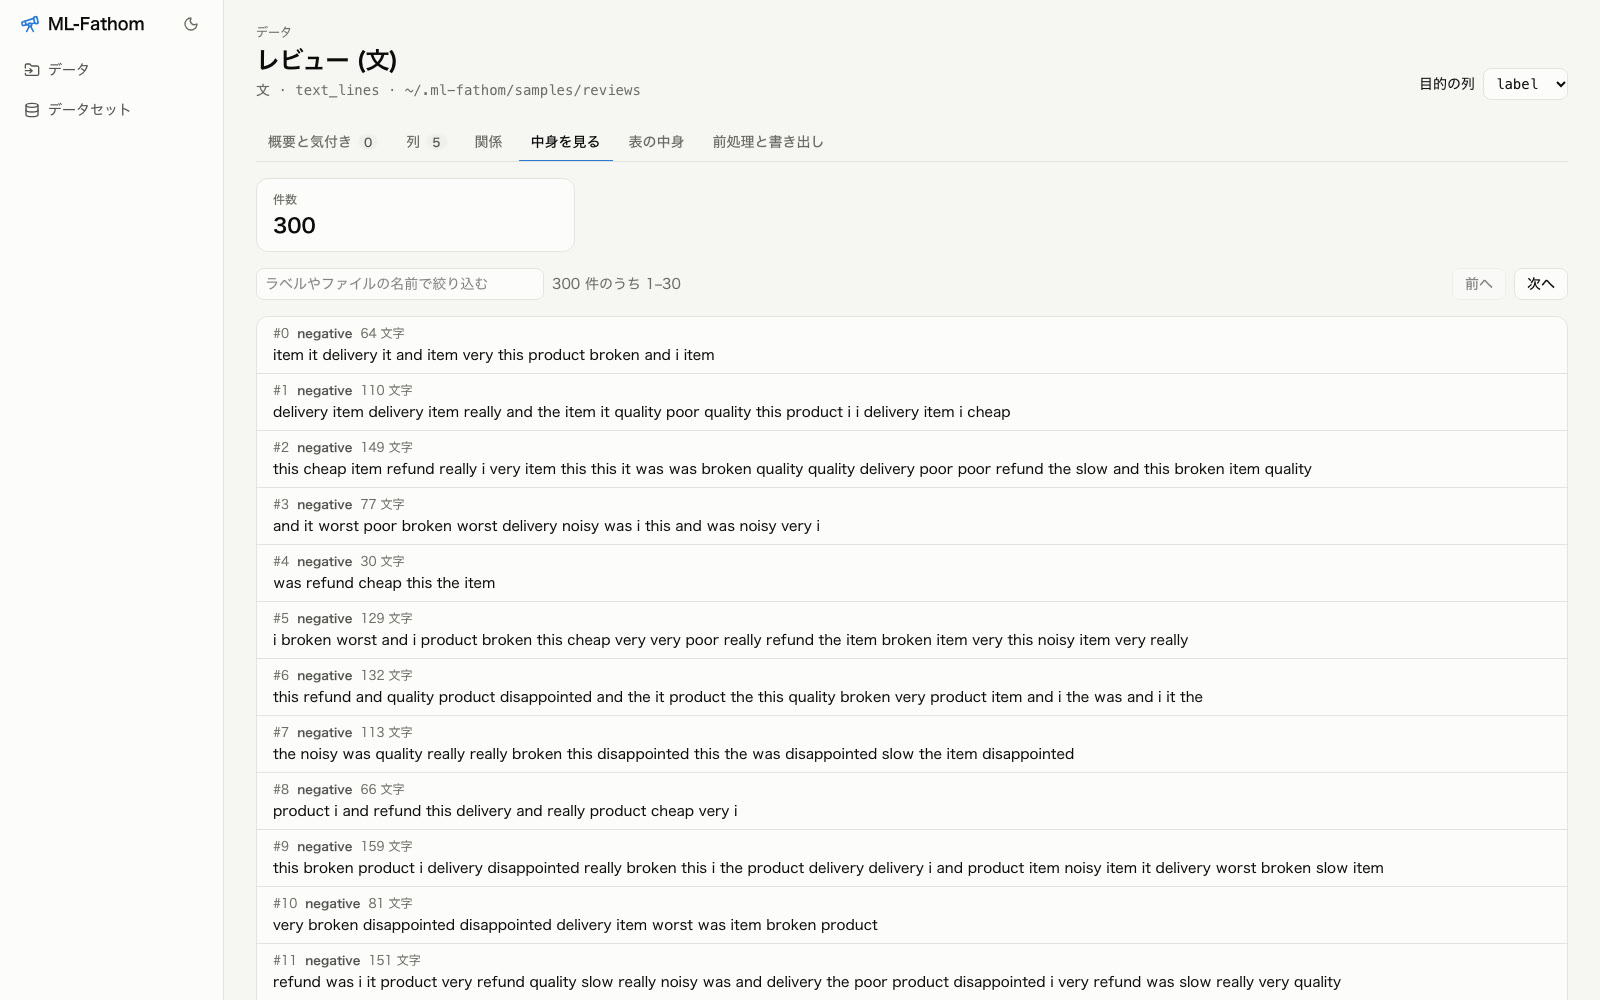 ML-Fathom
データ
データセット
データ
レビュー (文)
文 · text_lines · ~/.ml-fathom/samples/reviews
目的の列 label
概要と気付き 0 列 5 関係 中身を見る 表の中身 前処理と書き出し
件数
300
ラベルやファイルの名前で絞り込む 300 件のうち 1–30 前へ 次へ
#0 negative 64 文字
item it delivery it and item very this product broken and i item
#1 negative 110 文字
delivery item delivery item really and the item it quality poor quality this product i i delivery item i cheap
#2 negative 149 文字
this cheap item refund really i very item this this it was was broken quality quality delivery poor poor refund the slow and this broken item quality
#3 negative 77 文字
and it worst poor broken worst delivery noisy was i this and was noisy very i
#4 negative 30 文字
was refund cheap this the item
#5 negative 129 文字
i broken worst and i product broken this cheap very very poor really refund the item broken item very this noisy item very really
#6 negative 132 文字
this refund and quality product disappointed and the it product the this quality broken very product item and i the was and i it the
#7 negative 113 文字
the noisy was quality really really broken this disappointed this the was disappointed slow the item disappointed
#8 negative 66 文字
product i and refund this delivery and really product cheap very i
#9 negative 159 文字
this broken product i delivery disappointed really broken this i the product delivery delivery i and product item noisy item it delivery worst broken slow item
#10 negative 81 文字
very broken disappointed disappointed delivery item worst was item broken product
#11 negative 151 文字
refund was i it product very refund quality slow really noisy was and delivery the poor product disappointed i very refund was slow really very quality